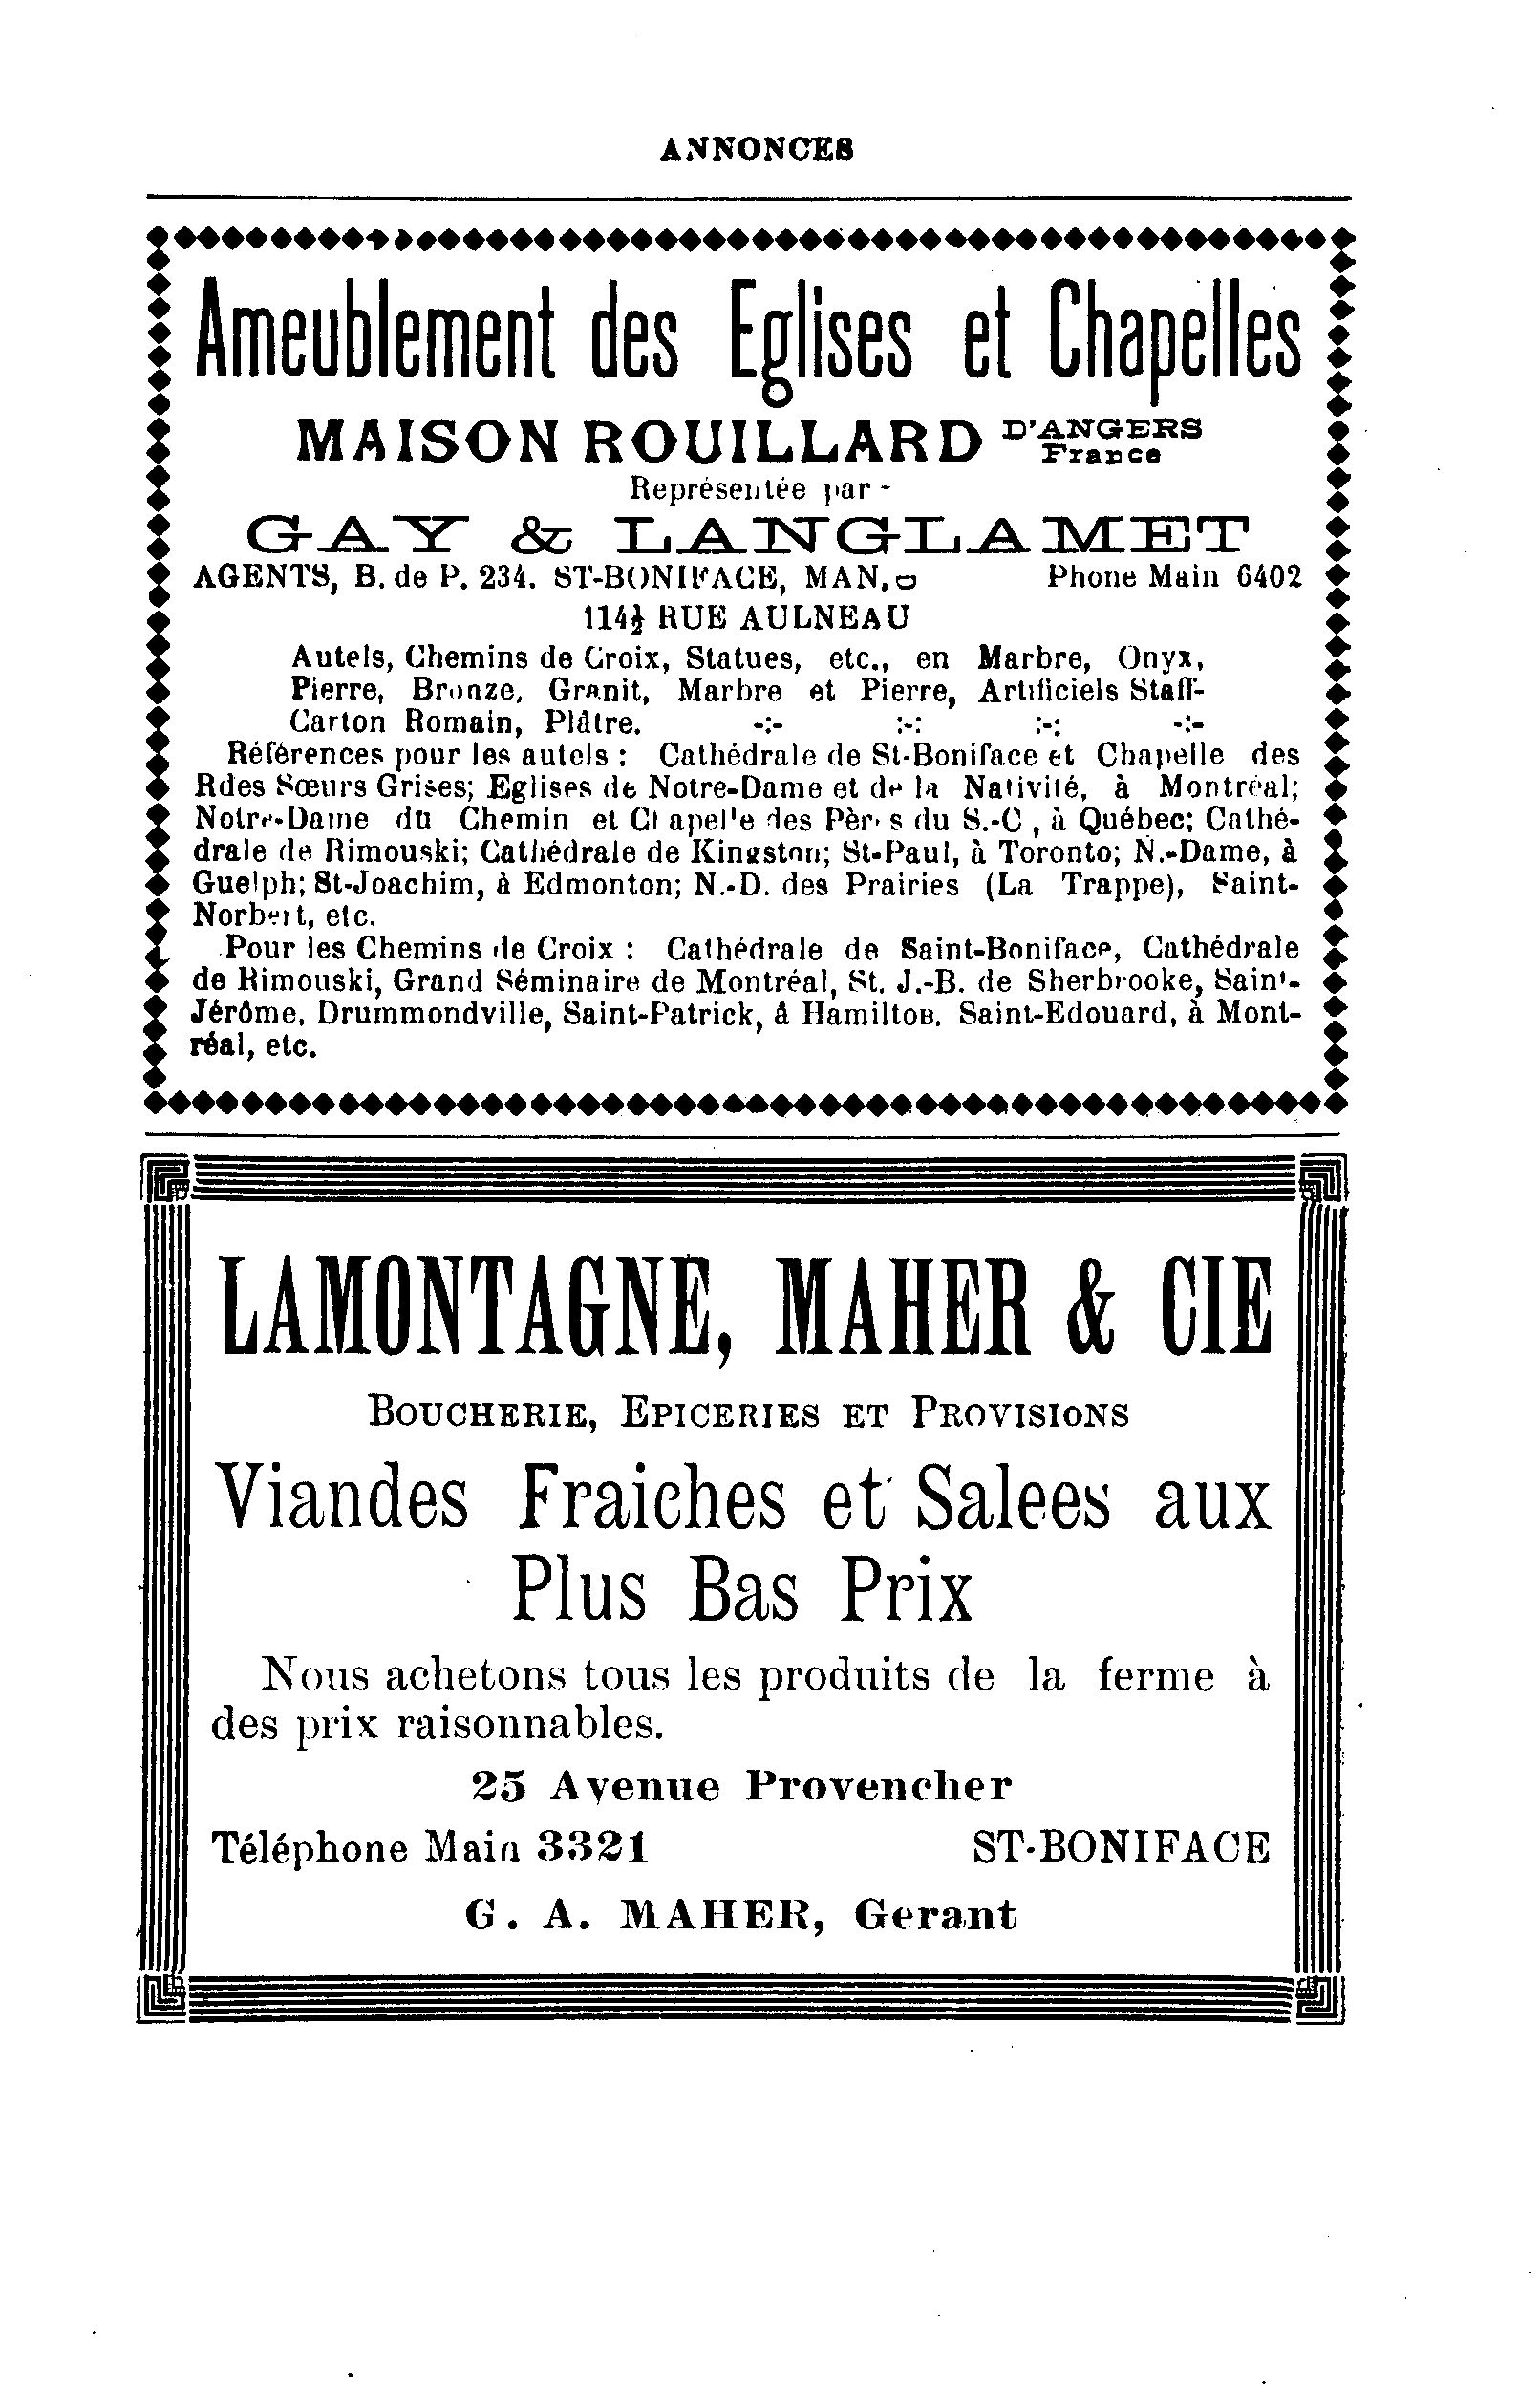 ANNONCES
Ameublement des Eglises et Chapelles
MAISON ROUILLARD D'ANGERS France
Représentée par -
GAY & LANGLAMET
AGENTS, B. de P. 234. ST-BONIFACE, MAN. Phone Main 6402
114½ RUE AULNEAU
Autels, Chemins de Croix, Statues, etc., en Marbre, Onyx,
Pierre, Bronze, Granit, Marbre et Pierre, Artificiels Staff-
Carton Romain, Plâtre. -:- :-: :-: -:-
Références pour les autels : Cathédrale de St-Boniface et Chapelle des
Rdes Sœurs Grises; Eglises de Notre-Dame et de la Nativité, à Montréal;
Notre-Dame du Chemin et Chapelle des Pères du S.-C , à Québec; Cathé-
drale de Rimouski; Cathédrale de Kingston; St-Paul, à Toronto; N.-Dame, à
Guelph; St-Joachim, à Edmonton; N.-D. des Prairies (La Trappe), Saint-
Norbert, etc.
Pour les Chemins de Croix : Cathédrale de Saint-Boniface, Cathédrale
de Rimouski, Grand Séminaire de Montréal, St. J.-B. de Sherbrooke, Saint-
Jérôme, Drummondville, Saint-Patrick, à Hamilton. Saint-Edouard, à Mont-
réal, etc.
LAMONTAGNE, MAHER & CIE
BOUCHERIE, EPICERIES ET PROVISIONS
Viandes Fraiches et Salees aux
Plus Bas Prix
Nous achetons tous les produits de la ferme à
des prix raisonnables.
25 Avenue Provencher
Téléphone Main 3321 ST-BONIFACE
G. A. MAHER, Gerant